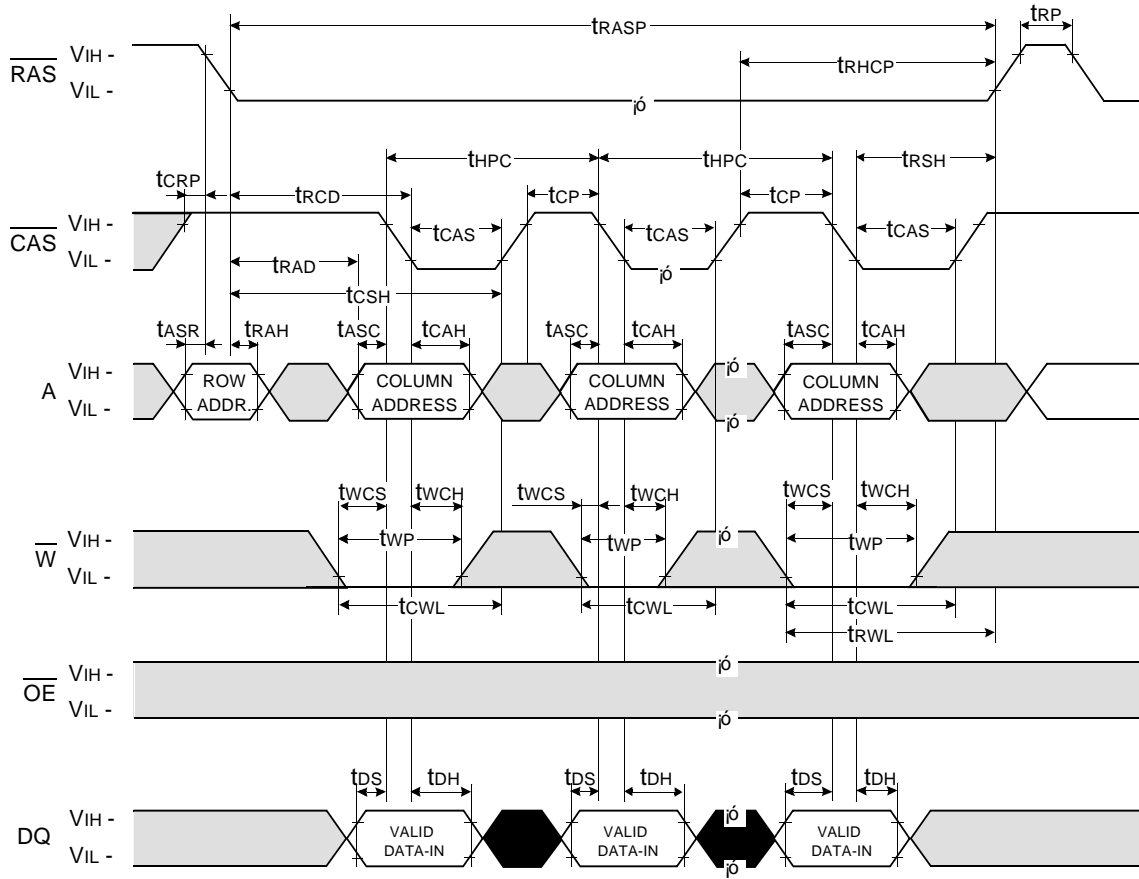 tRASP tRP
RAS VIH -
VIL -
tRHCP
¡ó
tCRP tRCD tHPC tCP tHPC tCP tRSH
CAS VIH -
VIL -
tCAS tCAS tCAS
¡ó
tRAD
tCSH
tASR tRAH tASC tCAH tASC tCAH tASC tCAH
A VIH -
VIL -
ROW
ADDR.
COLUMN
ADDRESS
COLUMN
ADDRESS
¡ó
¡ó
COLUMN
ADDRESS
tWCS tWCH tWCS tWCH tWCS tWCH
W VIH -
VIL -
tWP tWP ¡ó tWP
tCWL tCWL tCWL
tRWL
OE VIH -
VIL -
¡ó
¡ó
tDS tDH tDS tDH tDS tDH
DQ VIH -
VIL -
VALID
DATA-IN
VALID
DATA-IN
¡ó
¡ó
VALID
DATA-IN